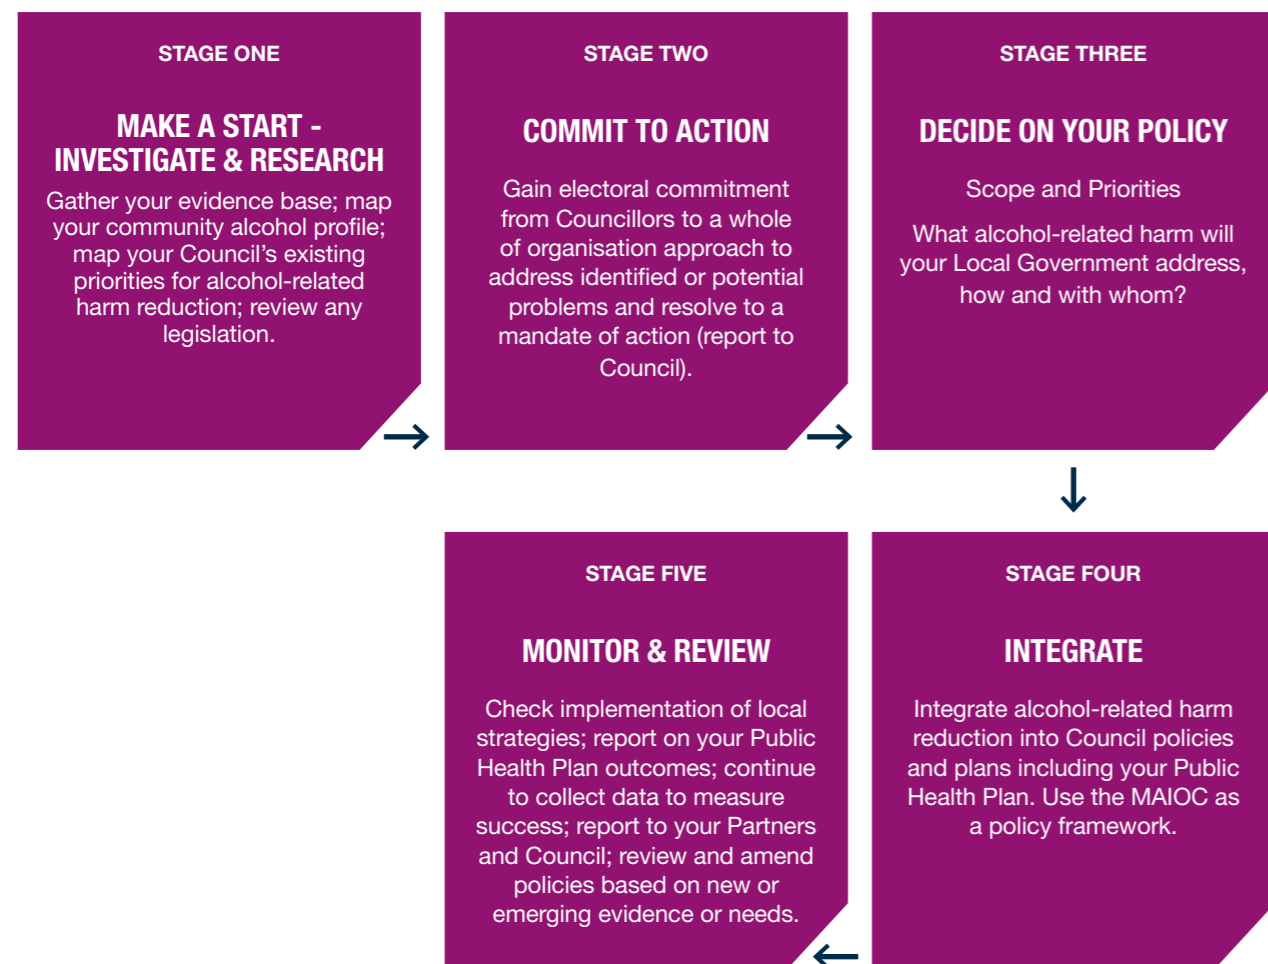 STAGE ONE
MAKE A START -
INVESTIGATE & RESEARCH
Gather your evidence base; map
your community alcohol profile;
map your Council’s existing
priorities for alcohol-related
harm reduction; review any
legislation.
STAGE TWO
COMMIT TO ACTION
Gain electoral commitment
from Councillors to a whole
of organisation approach to
address identified or potential
problems and resolve to a
mandate of action (report to
Council).
STAGE THREE
DECIDE ON YOUR POLICY
Scope and Priorities
What alcohol-related harm will
your Local Government address,
how and with whom?
STAGE FOUR
INTEGRATE
Integrate alcohol-related harm
reduction into Council policies
and plans including your Public
Health Plan. Use the MAIOC as
a policy framework.
STAGE FIVE
MONITOR & REVIEW
Check implementation of local
strategies; report on your Public
Health Plan outcomes; continue
to collect data to measure
success; report to your Partners
and Council; review and amend
policies based on new or
emerging evidence or needs.